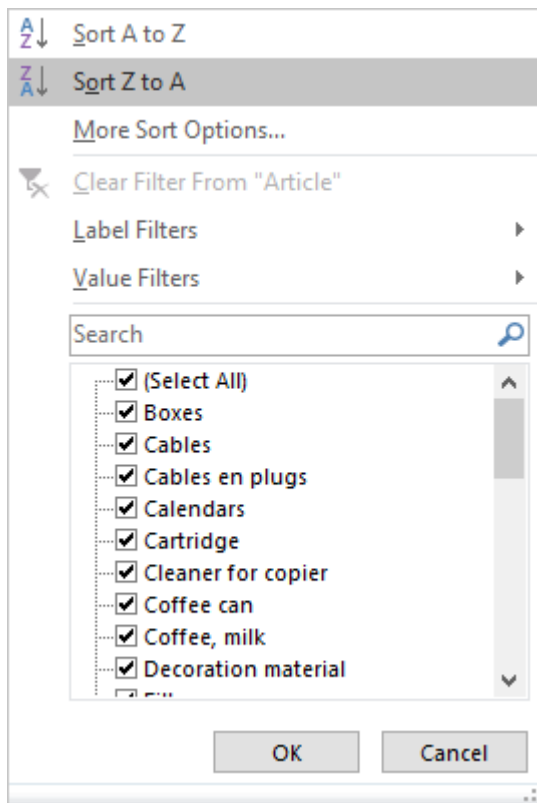 Sort A to Z
Sort Z to A
More Sort Options...
Clear Filter From "Article"
Label Filters
Value Filters
Search
(Select All)
Boxes
Cables
Cables en plugs
Calendars
Cartridge
Cleaner for copier
Coffee can
Coffee, milk
Decoration material
OK Cancel